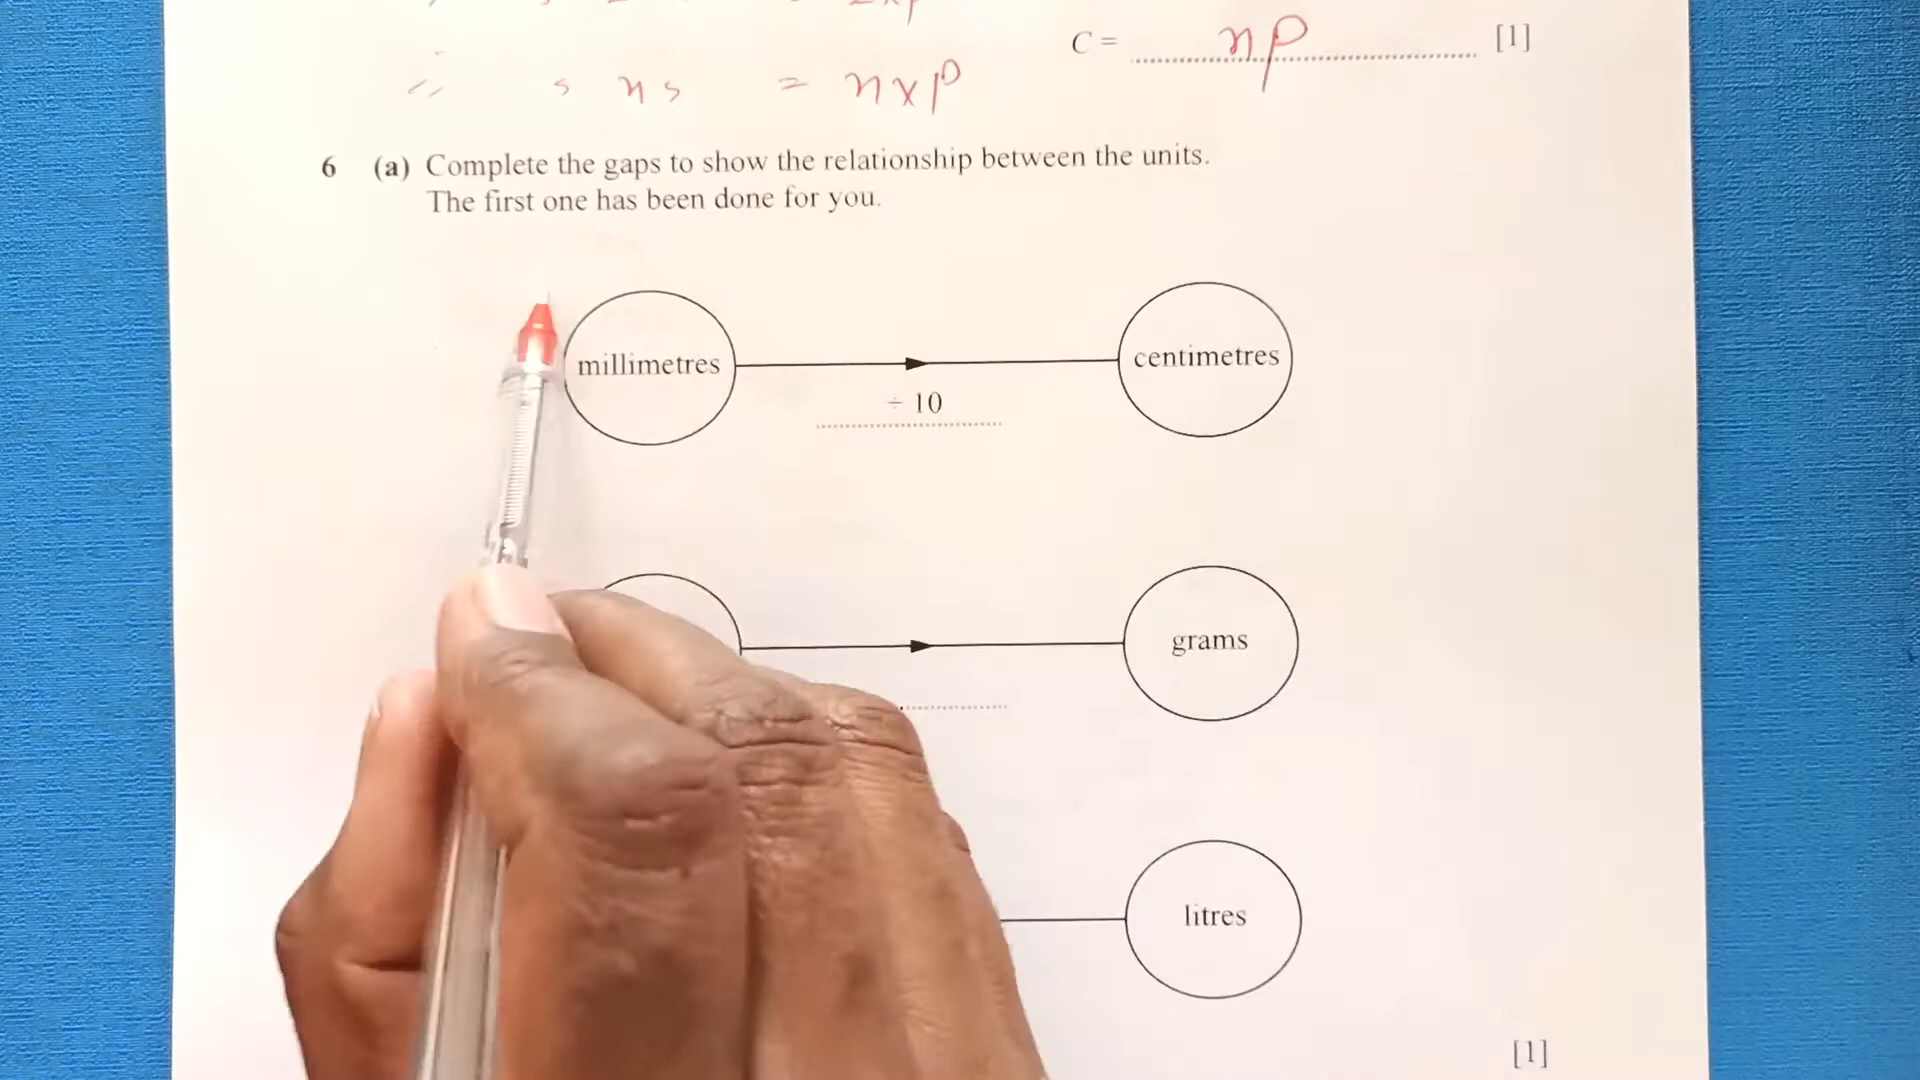 C = np [1]
s ns = n x p
6 (a) Complete the gaps to show the relationship between the units.
The first one has been done for you.
millimetres centimetres
÷ 10
grams
litres
[1]